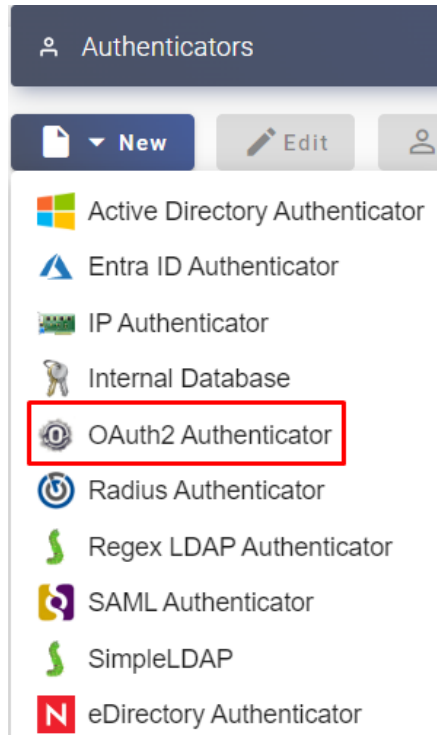 Authenticators
New Edit
Active Directory Authenticator
Entra ID Authenticator
IP Authenticator
Internal Database
OAuth2 Authenticator
Radius Authenticator
Regex LDAP Authenticator
SAML Authenticator
SimpleLDAP
eDirectory Authenticator